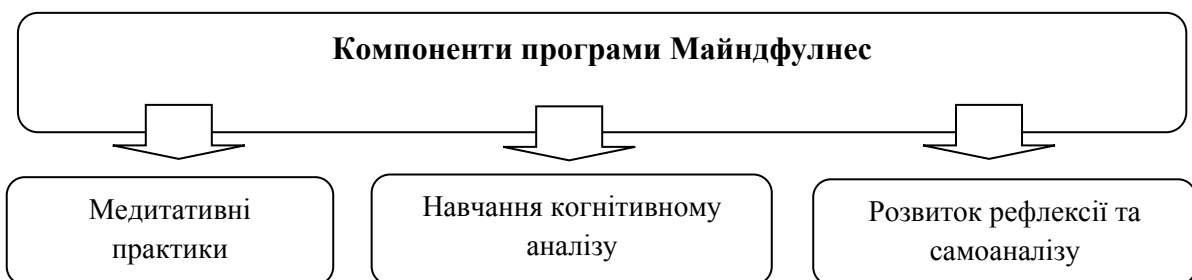 Компоненти програми Майндфулнес
Медитативні
практики
Навчання когнітивному
аналізу
Розвиток рефлексії та
самоаналізу